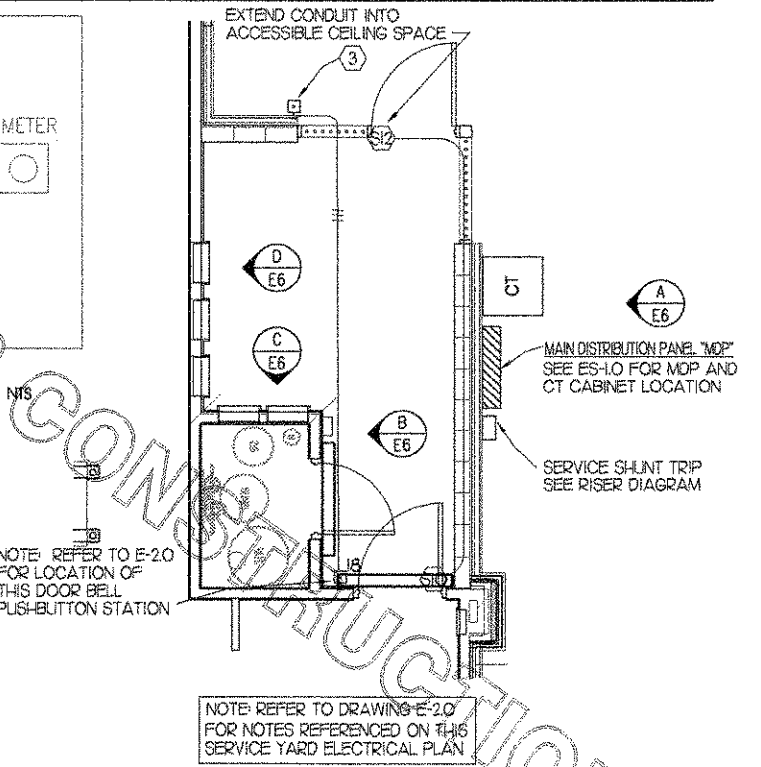 EXTEND CONDUIT INTO
ACCESSIBLE CEILING SPACE
3
METER
S12
D
E6
CT
A
E6
C
E6
MAIN DISTRIBUTION PANEL "MDP"
SEE ES-1.0 FOR MDP AND
CT CABINET LOCATION
NTS
B
E6
SERVICE SHUNT TRIP
SEE RISER DIAGRAM
NOTE: REFER TO E-2.0
FOR LOCATION OF
THIS DOOR BELL
PUSHBUTTON STATION
18
CONSTRUCTION
NOTE: REFER TO DRAWING E-2.0
FOR NOTES REFERENCED ON THIS
SERVICE YARD ELECTRICAL PLAN